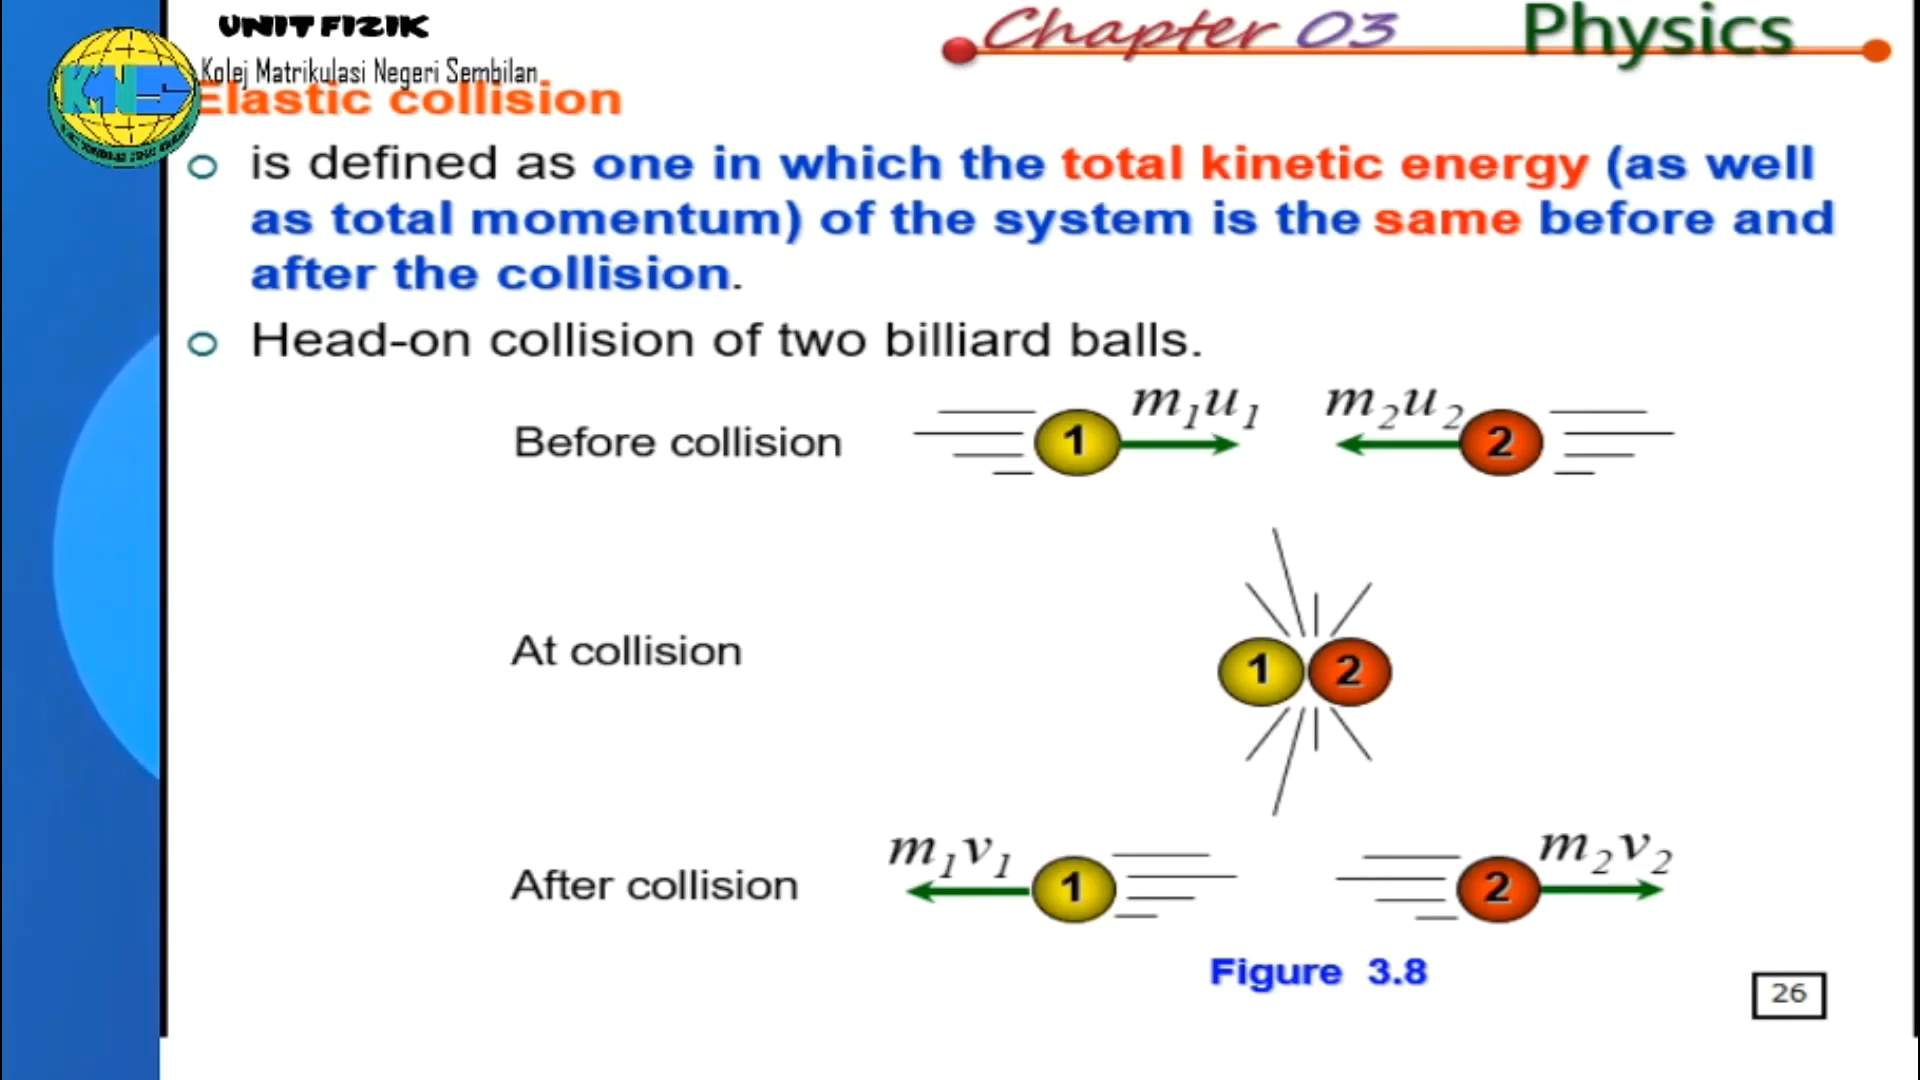 UNIT FIZIK
Kolej Matrikulasi Negeri Sembilan
Chapter 03
Physics
Elastic collision
is defined as one in which the total kinetic energy (as well
as total momentum) of the system is the same before and
after the collision.
Head-on collision of two billiard balls.
Before collision
1
m₁u₁
m₂u₂
2
At collision
1
2
After collision
m₁v₁
1
2
m₂v₂
Figure 3.8
26